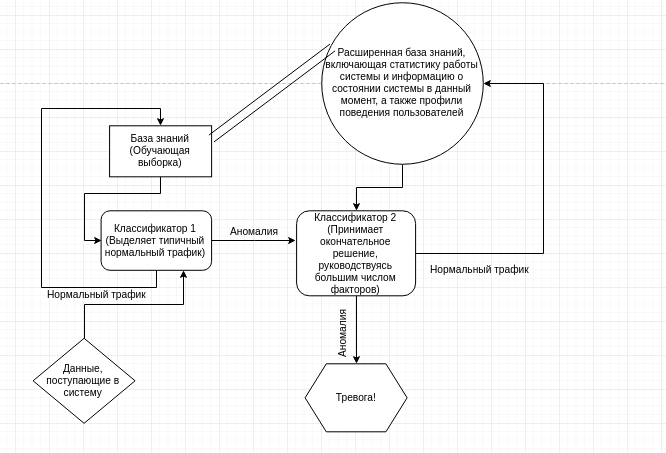 Расширенная база знаний,
включающая статистику работы
системы и информацию о
состоянии системы в данный
момент, а также профили
поведения пользователей
База знаний
(Обучающая
выборка)
Классификатор 1
(Выделяет типичный
нормальный трафик)
Аномалия
Классификатор 2
(Принимает
окончательное
решение,
руководствуясь
большим числом
факторов)
Нормальный трафик
Нормальный трафик
Аномалия
Данные,
поступающие в
систему
Тревога!